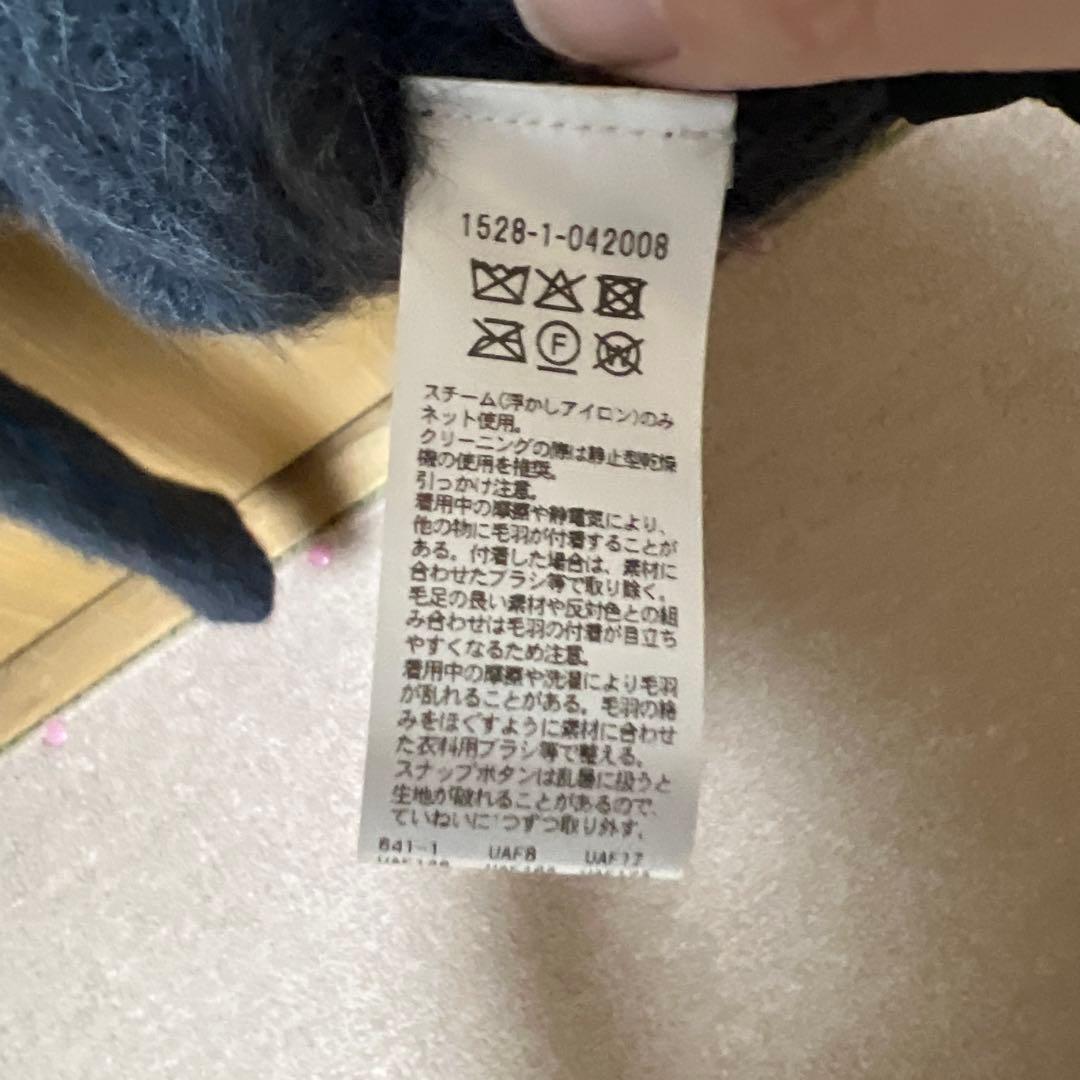 1528-1-042008
F
W
スチーム(浮かしアイロン)のみ
ネット使用。
クリーニングの際は静止型乾燥
機の使用を推奨。
引っかけ注意。
着用中の摩擦や静電気により、
他の物に毛羽が付着することが
ある。付着した場合は、素材に
合わせたブラシ等で取り除く。
毛足の長い素材や反対色との組
み合わせは毛羽の付着が目立ち
やすくなるため注意。
着用中の摩擦や洗濯により毛羽
が乱れることがある。毛羽の絡
みをほぐすように素材に合わせ
た衣料用ブラシ等で整える。
スナップボタンは乱暴に扱うと
生地が破れることがあるので、
ていねいに1つずつ取り外す。
641-1 UAF8 UAF17